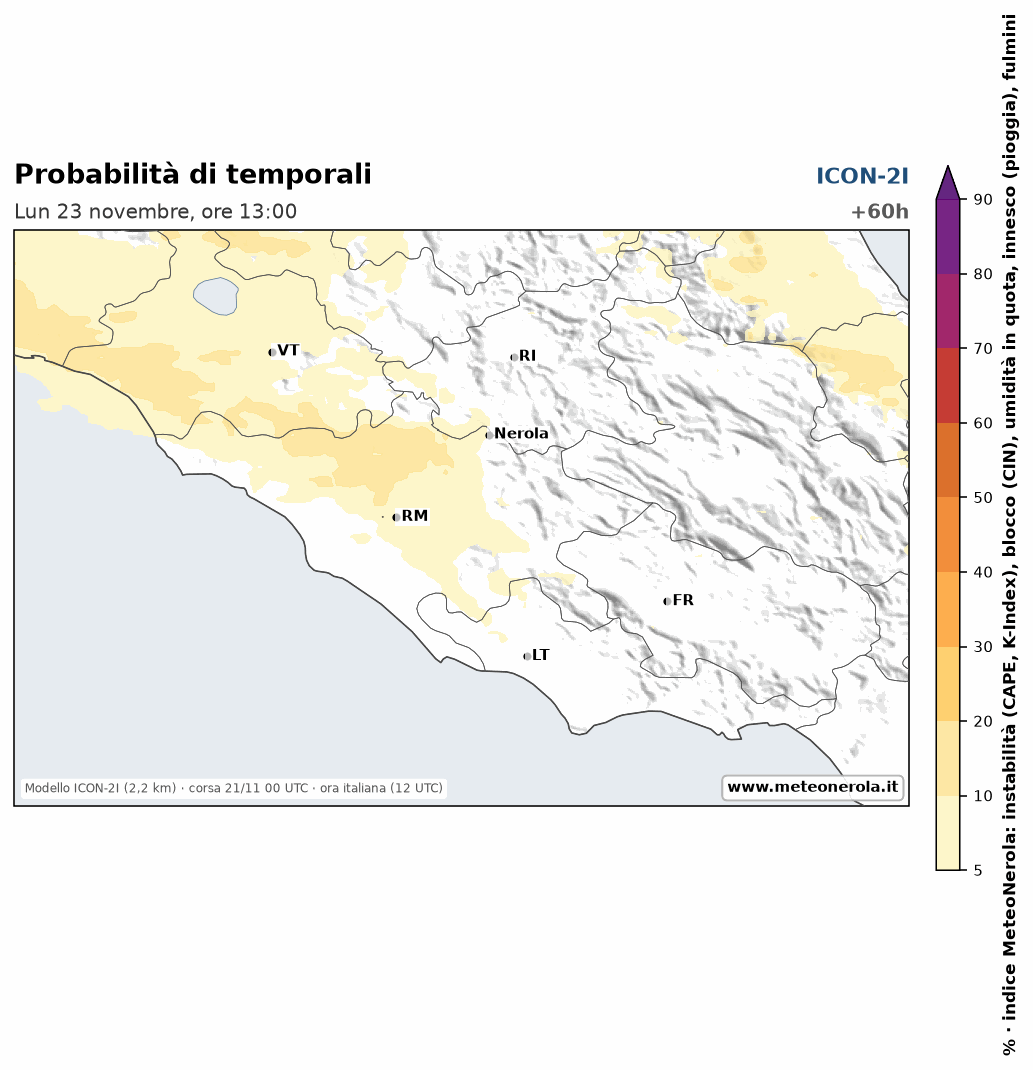 Probabilità di temporali
ICON-2I
Lun 23 novembre, ore 13:00
+60h
VT
RI
Nerola
RM
FR
LT
Modello ICON-2I (2,2 km) · corsa 21/11 00 UTC · ora italiana (12 UTC)
www.meteonerola.it
90
80
70
60
50
40
30
20
10
5
% · indice MeteoNerola: instabilità (CAPE, K-Index), blocco (CIN), umidità in quota, innesco (pioggia), fulmini